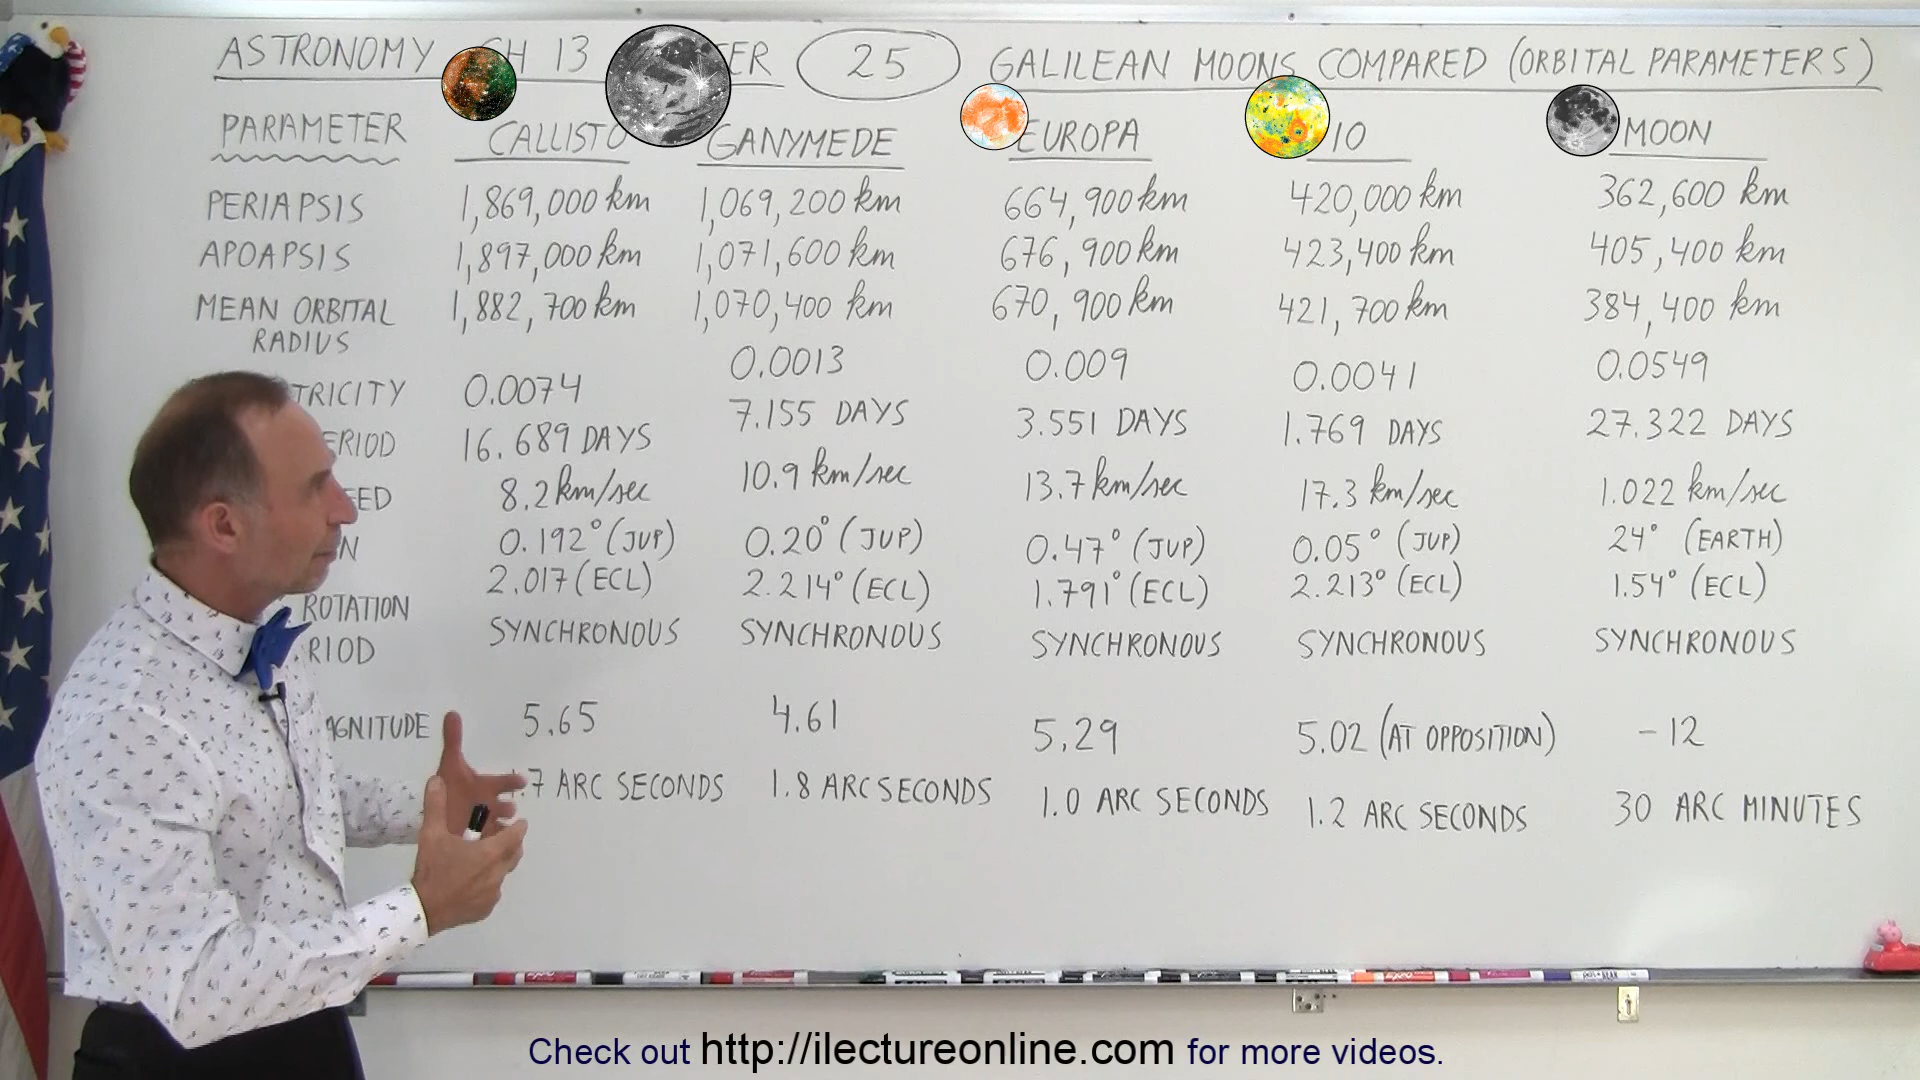 ASTRONOMY CH 13 25 GALILEAN MOONS COMPARED (ORBITAL PARAMETERS)
PARAMETER CALLISTO GANYMEDE EUROPA IO MOON
PERIAPSIS 1,869,000 km 1,069,200 km 664,900 km 420,000 km 362,600 km
APOAPSIS 1,897,000 km 1,071,600 km 676,900 km 423,400 km 405,400 km
MEAN ORBITAL RADIUS 1,882,700 km 1,070,400 km 670,900 km 421,700 km 384,400 km
TRICITY 0.0074 0.0013 0.009 0.0041 0.0549
ERIOD 16.689 DAYS 7.155 DAYS 3.551 DAYS 1.769 DAYS 27.322 DAYS
EED 8.2 km/sec 10.9 km/sec 13.7 km/sec 17.3 km/sec 1.022 km/sec
N 0.192° (JUP) 0.20° (JUP) 0.47° (JUP) 0.05° (JUP) 24° (EARTH)
2.017 (ECL) 2.214° (ECL) 1.791° (ECL) 2.213° (ECL) 1.54° (ECL)
ROTATION
RIOD SYNCHRONOUS SYNCHRONOUS SYNCHRONOUS SYNCHRONOUS SYNCHRONOUS
AGNITUDE 5.65 4.61 5.29 5.02 (AT OPPOSITION) -12
.7 ARC SECONDS 1.8 ARC SECONDS 1.0 ARC SECONDS 1.2 ARC SECONDS 30 ARC MINUTES
Check out http://ilectureonline.com for more videos.